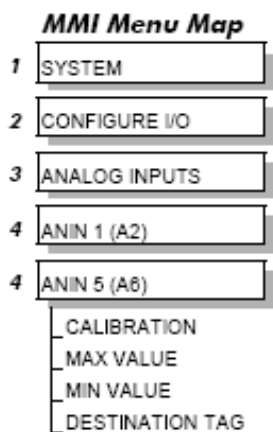 MMI Menu Map
1 SYSTEM
2 CONFIGURE I/O
3 ANALOG INPUTS
4 ANIN 1 (A2)
4 ANIN 5 (A6)
CALIBRATION
MAX VALUE
MIN VALUE
DESTINATION TAG